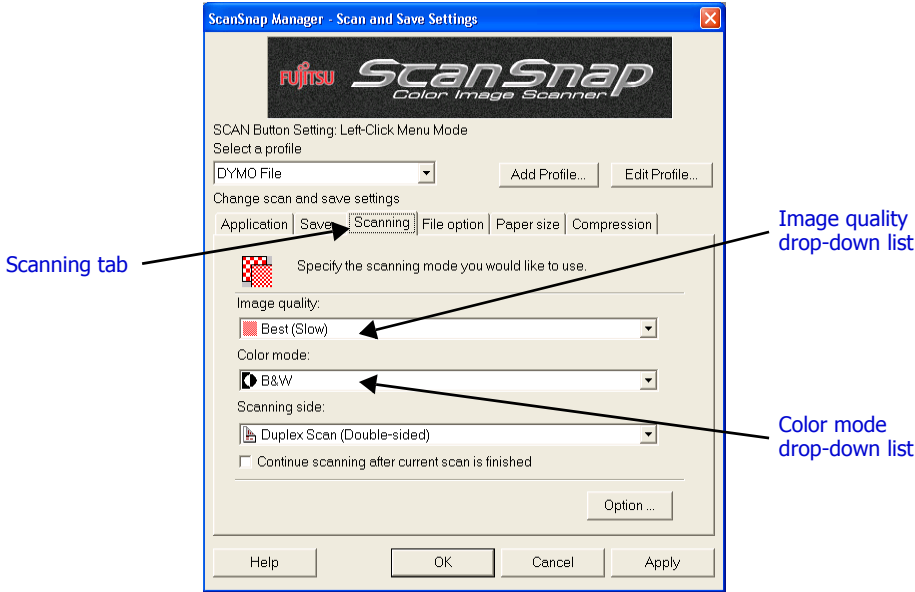 ScanSnap Manager - Scan and Save Settings
FUJITSU ScanSnap
Color Image Scanner
SCAN Button Setting: Left-Click Menu Mode
Select a profile
DYMO File
Add Profile...
Edit Profile...
Change scan and save settings
Application
Save
Scanning
File option
Paper size
Compression
Image quality
drop-down list
Scanning tab
Specify the scanning mode you would like to use.
Image quality:
Best (Slow)
Color mode:
B&W
Scanning side:
Duplex Scan (Double-sided)
Color mode
drop-down list
Continue scanning after current scan is finished
Option ...
Help
OK
Cancel
Apply